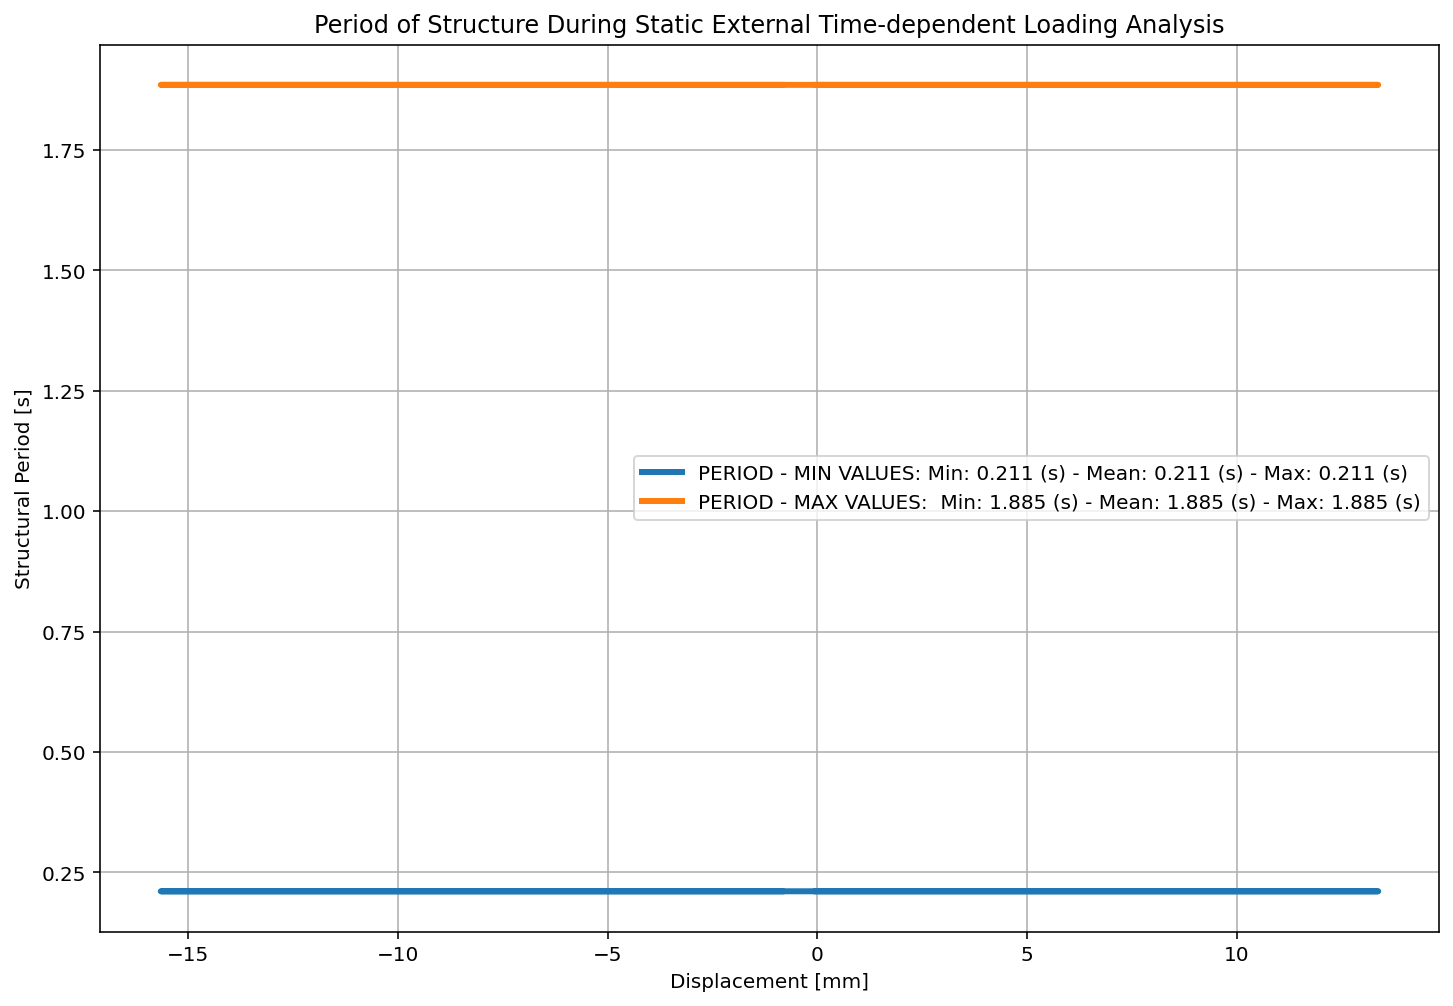 Period of Structure During Static External Time-dependent Loading Analysis
Structural Period [s]
1.75
1.50
1.25
1.00
0.75
0.50
0.25
PERIOD - MIN VALUES: Min: 0.211 (s) - Mean: 0.211 (s) - Max: 0.211 (s)
PERIOD - MAX VALUES:  Min: 1.885 (s) - Mean: 1.885 (s) - Max: 1.885 (s)
−15 −10 −5 0 5 10
Displacement [mm]